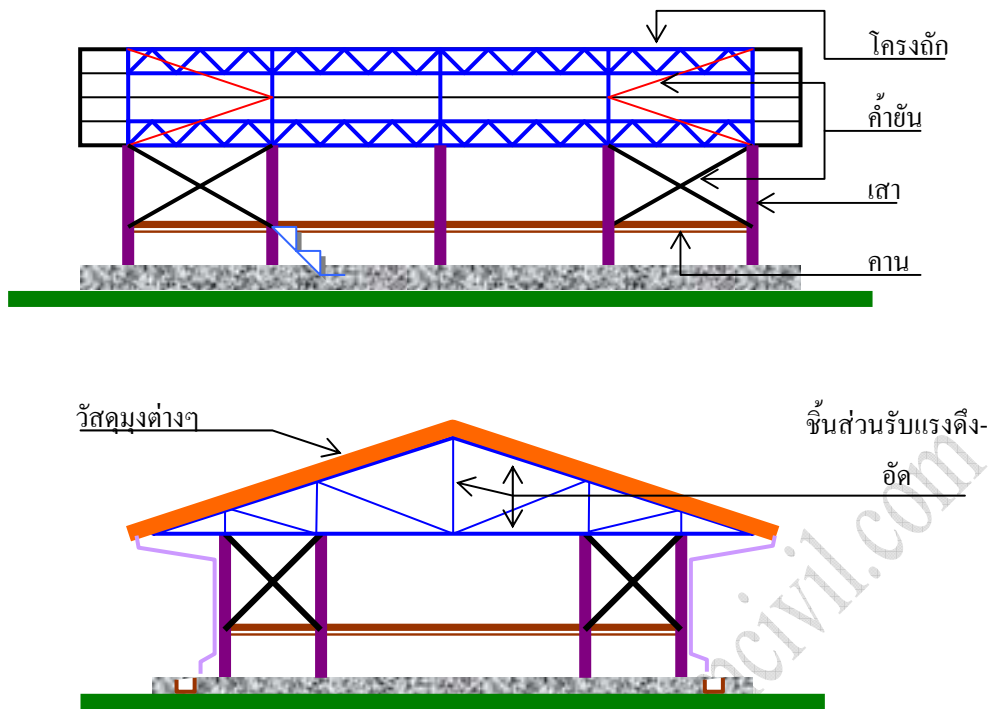 โครงถัก
ค้ำยัน
เสา
คาน
วัสดุมุงต่างๆ
ชิ้นส่วนรับแรงดึง-
อัด
ncivil.com